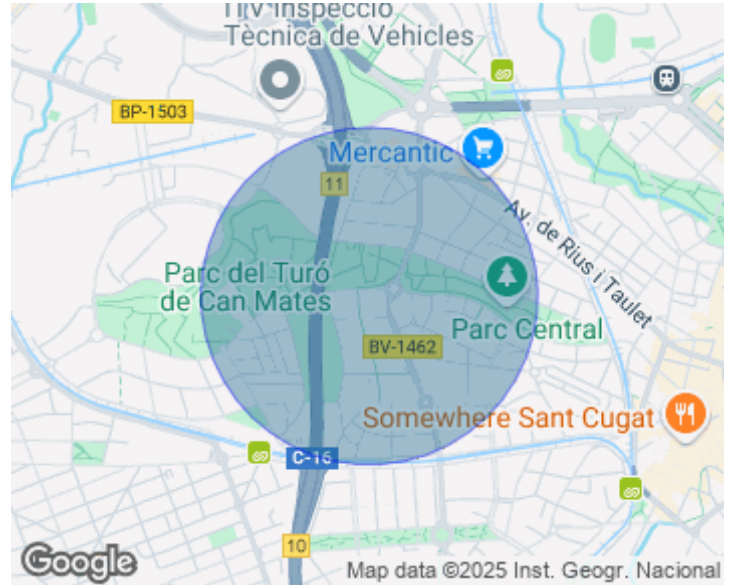 ITV Inspecció
Tècnica de Vehicles
BP-1503
Mercantic
11
Av. de Rius i Taulet
Parc del Turó
de Can Mates
Parc Central
BV-1462
Somewhere Sant Cugat
C-16
10
Google
Map data ©2025 Inst. Geogr. Nacional